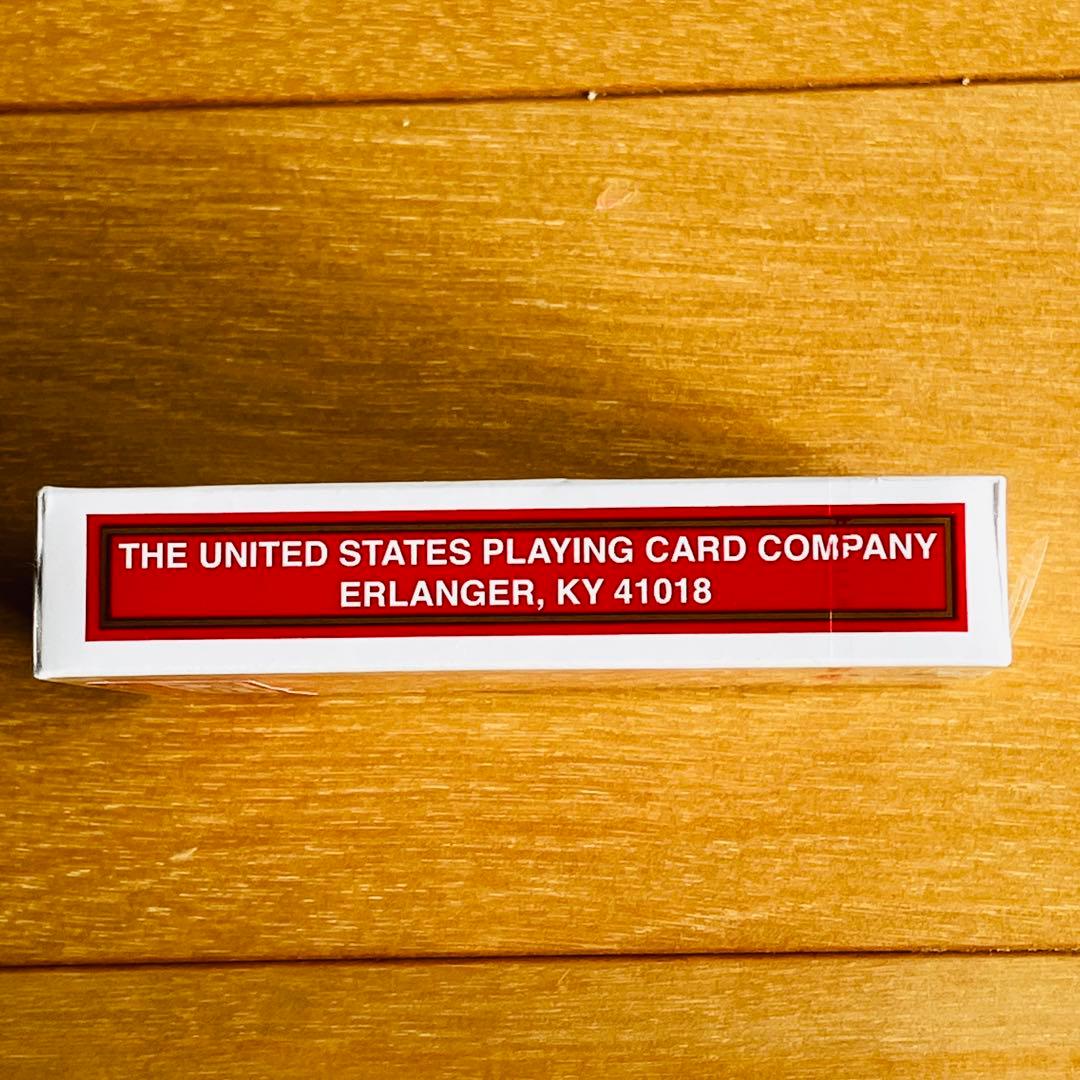 THE UNITED STATES PLAYING CARD COMPANY
ERLANGER, KY 41018